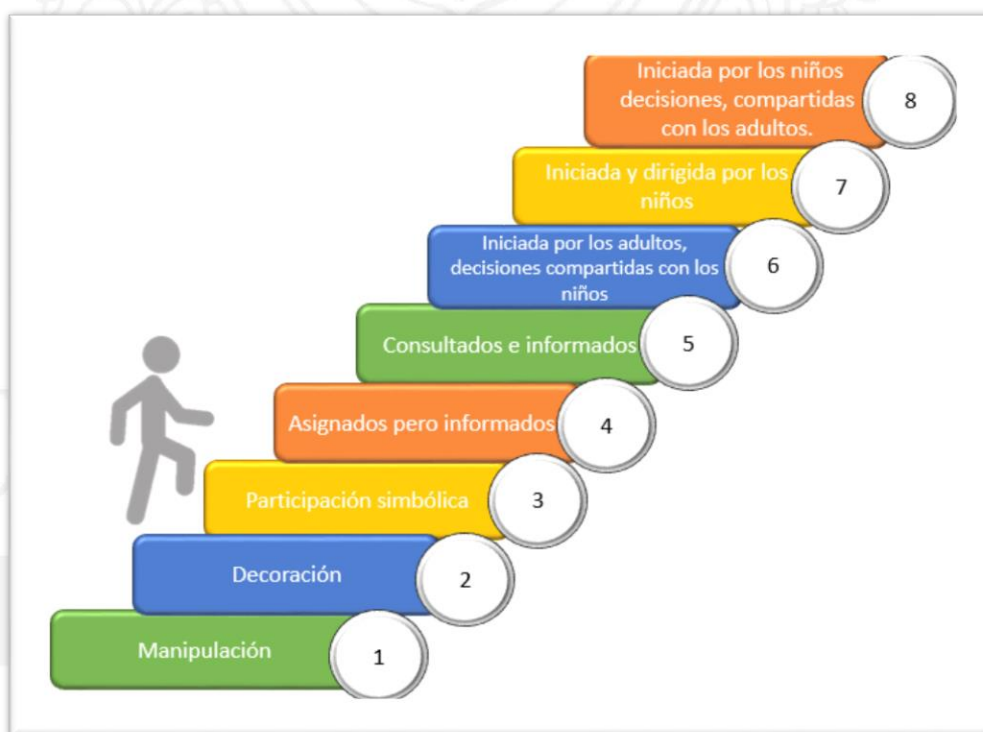 Iniciada por los niños
decisiones, compartidas
con los adultos.
8
Iniciada y dirigida por los
niños
7
Iniciada por los adultos,
decisiones compartidas con los
niños
6
Consultados e informados
5
Asignados pero informados
4
Participación simbólica
3
Decoración
2
Manipulación
1